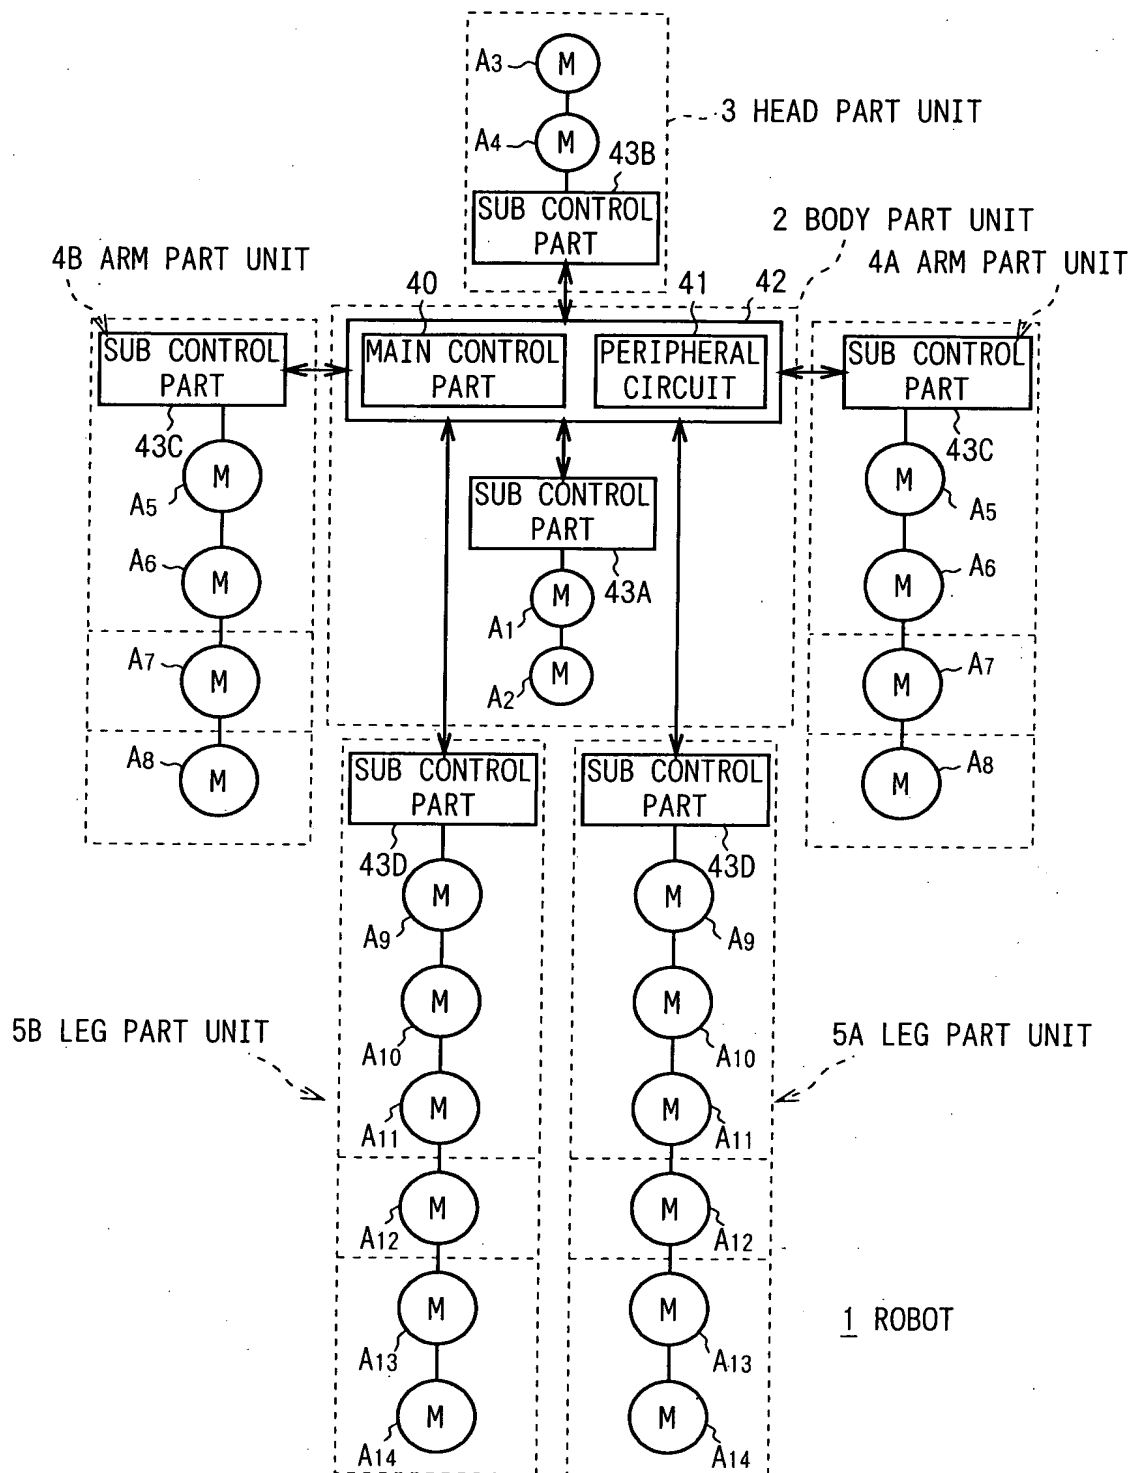 A3
M
3 HEAD PART UNIT
A4
M
43B
SUB CONTROL
PART
2 BODY PART UNIT
4B ARM PART UNIT
4A ARM PART UNIT
40
41
42
SUB CONTROL
PART
MAIN CONTROL
PART
PERIPHERAL
CIRCUIT
SUB CONTROL
PART
43C
43C
A5
M
SUB CONTROL
PART
M
A5
A6
M
43A
M
A6
A1
M
A2
M
A7
M
M
A7
A8
M
M
A8
SUB CONTROL
PART
SUB CONTROL
PART
43D
43D
A9
M
M
A9
A10
M
M
A10
5B LEG PART UNIT
5A LEG PART UNIT
A11
M
M
A11
A12
M
M
A12
A13
M
M
A13
1 ROBOT
A14
M
M
A14